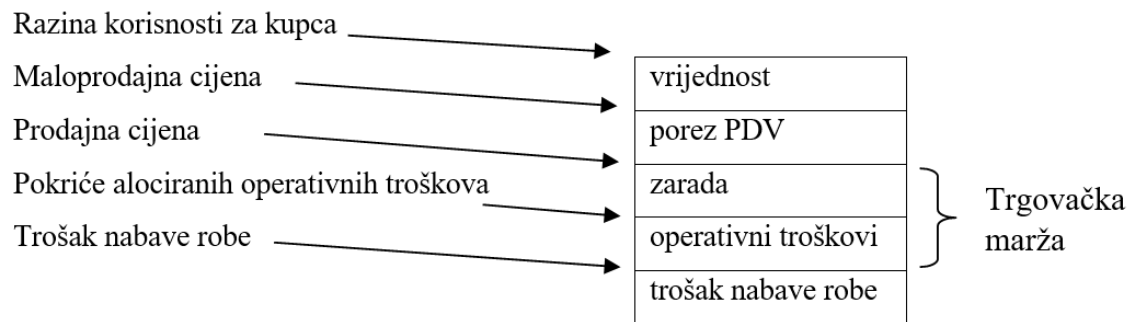 Razina korisnosti za kupca
Maloprodajna cijena
Prodajna cijena
Pokriće alociranih operativnih troškova
Trošak nabave robe
vrijednost
porez PDV
zarada
operativni troškovi
trošak nabave robe
Trgovačka
marža